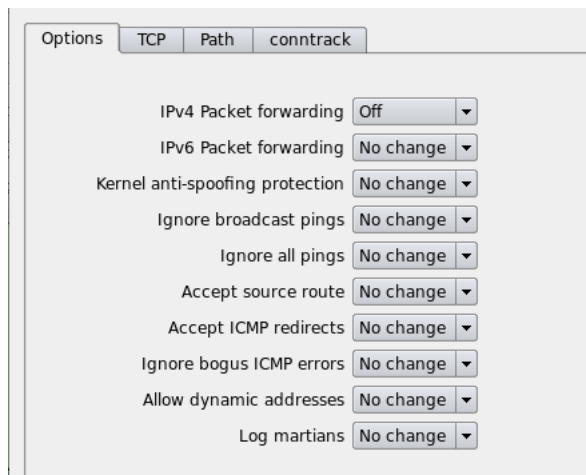 Options TCP Path conntrack
IPv4 Packet forwarding Off
IPv6 Packet forwarding No change
Kernel anti-spoofing protection No change
Ignore broadcast pings No change
Ignore all pings No change
Accept source route No change
Accept ICMP redirects No change
Ignore bogus ICMP errors No change
Allow dynamic addresses No change
Log martians No change